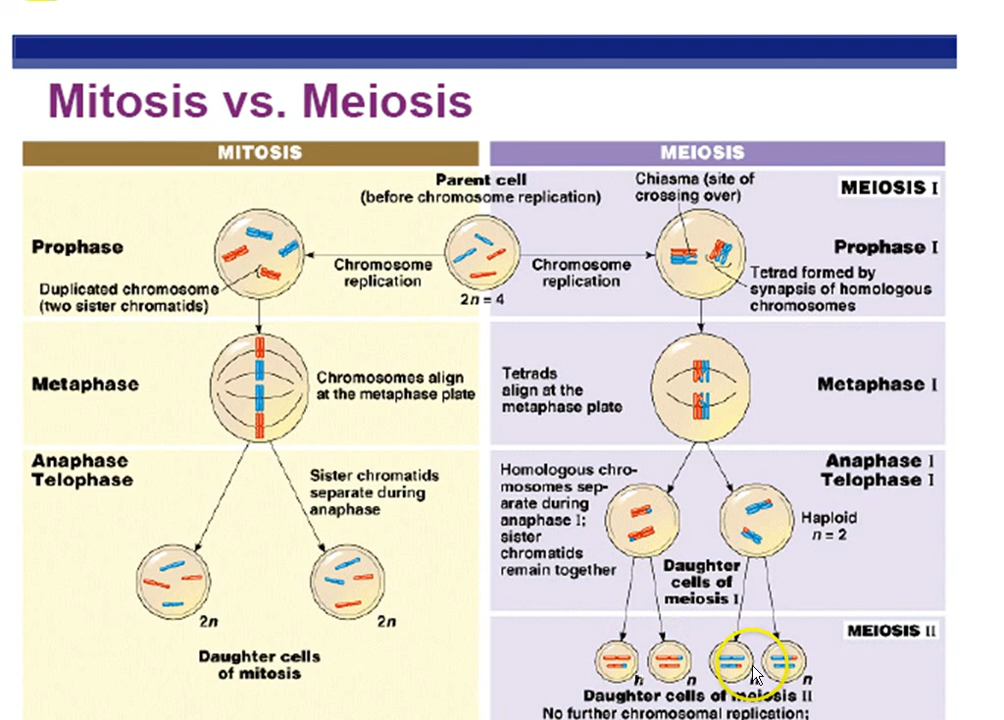 Mitosis vs. Meiosis
MITOSIS
MEIOSIS
Parent cell
(before chromosome replication)
Chiasma (site of
crossing over)
MEIOSIS I
Prophase
Chromosome
replication
Chromosome
replication
Prophase I
Duplicated chromosome
(two sister chromatids)
2n = 4
Tetrad formed by
synapsis of homologous
chromosomes
Metaphase
Chromosomes align
at the metaphase plate
Tetrads
align at the
metaphase plate
Metaphase I
Anaphase
Telophase
Sister chromatids
separate during
anaphase
2n
2n
Daughter cells
of mitosis
Homologous chro-
mosomes sep-
arate during
anaphase I;
sister
chromatids
remain together
Anaphase I
Telophase I
Haploid
n = 2
Daughter
cells of
meiosis I
MEIOSIS II
n
n
n
Daughter cells of meiosis II
No further chromosomal replication;